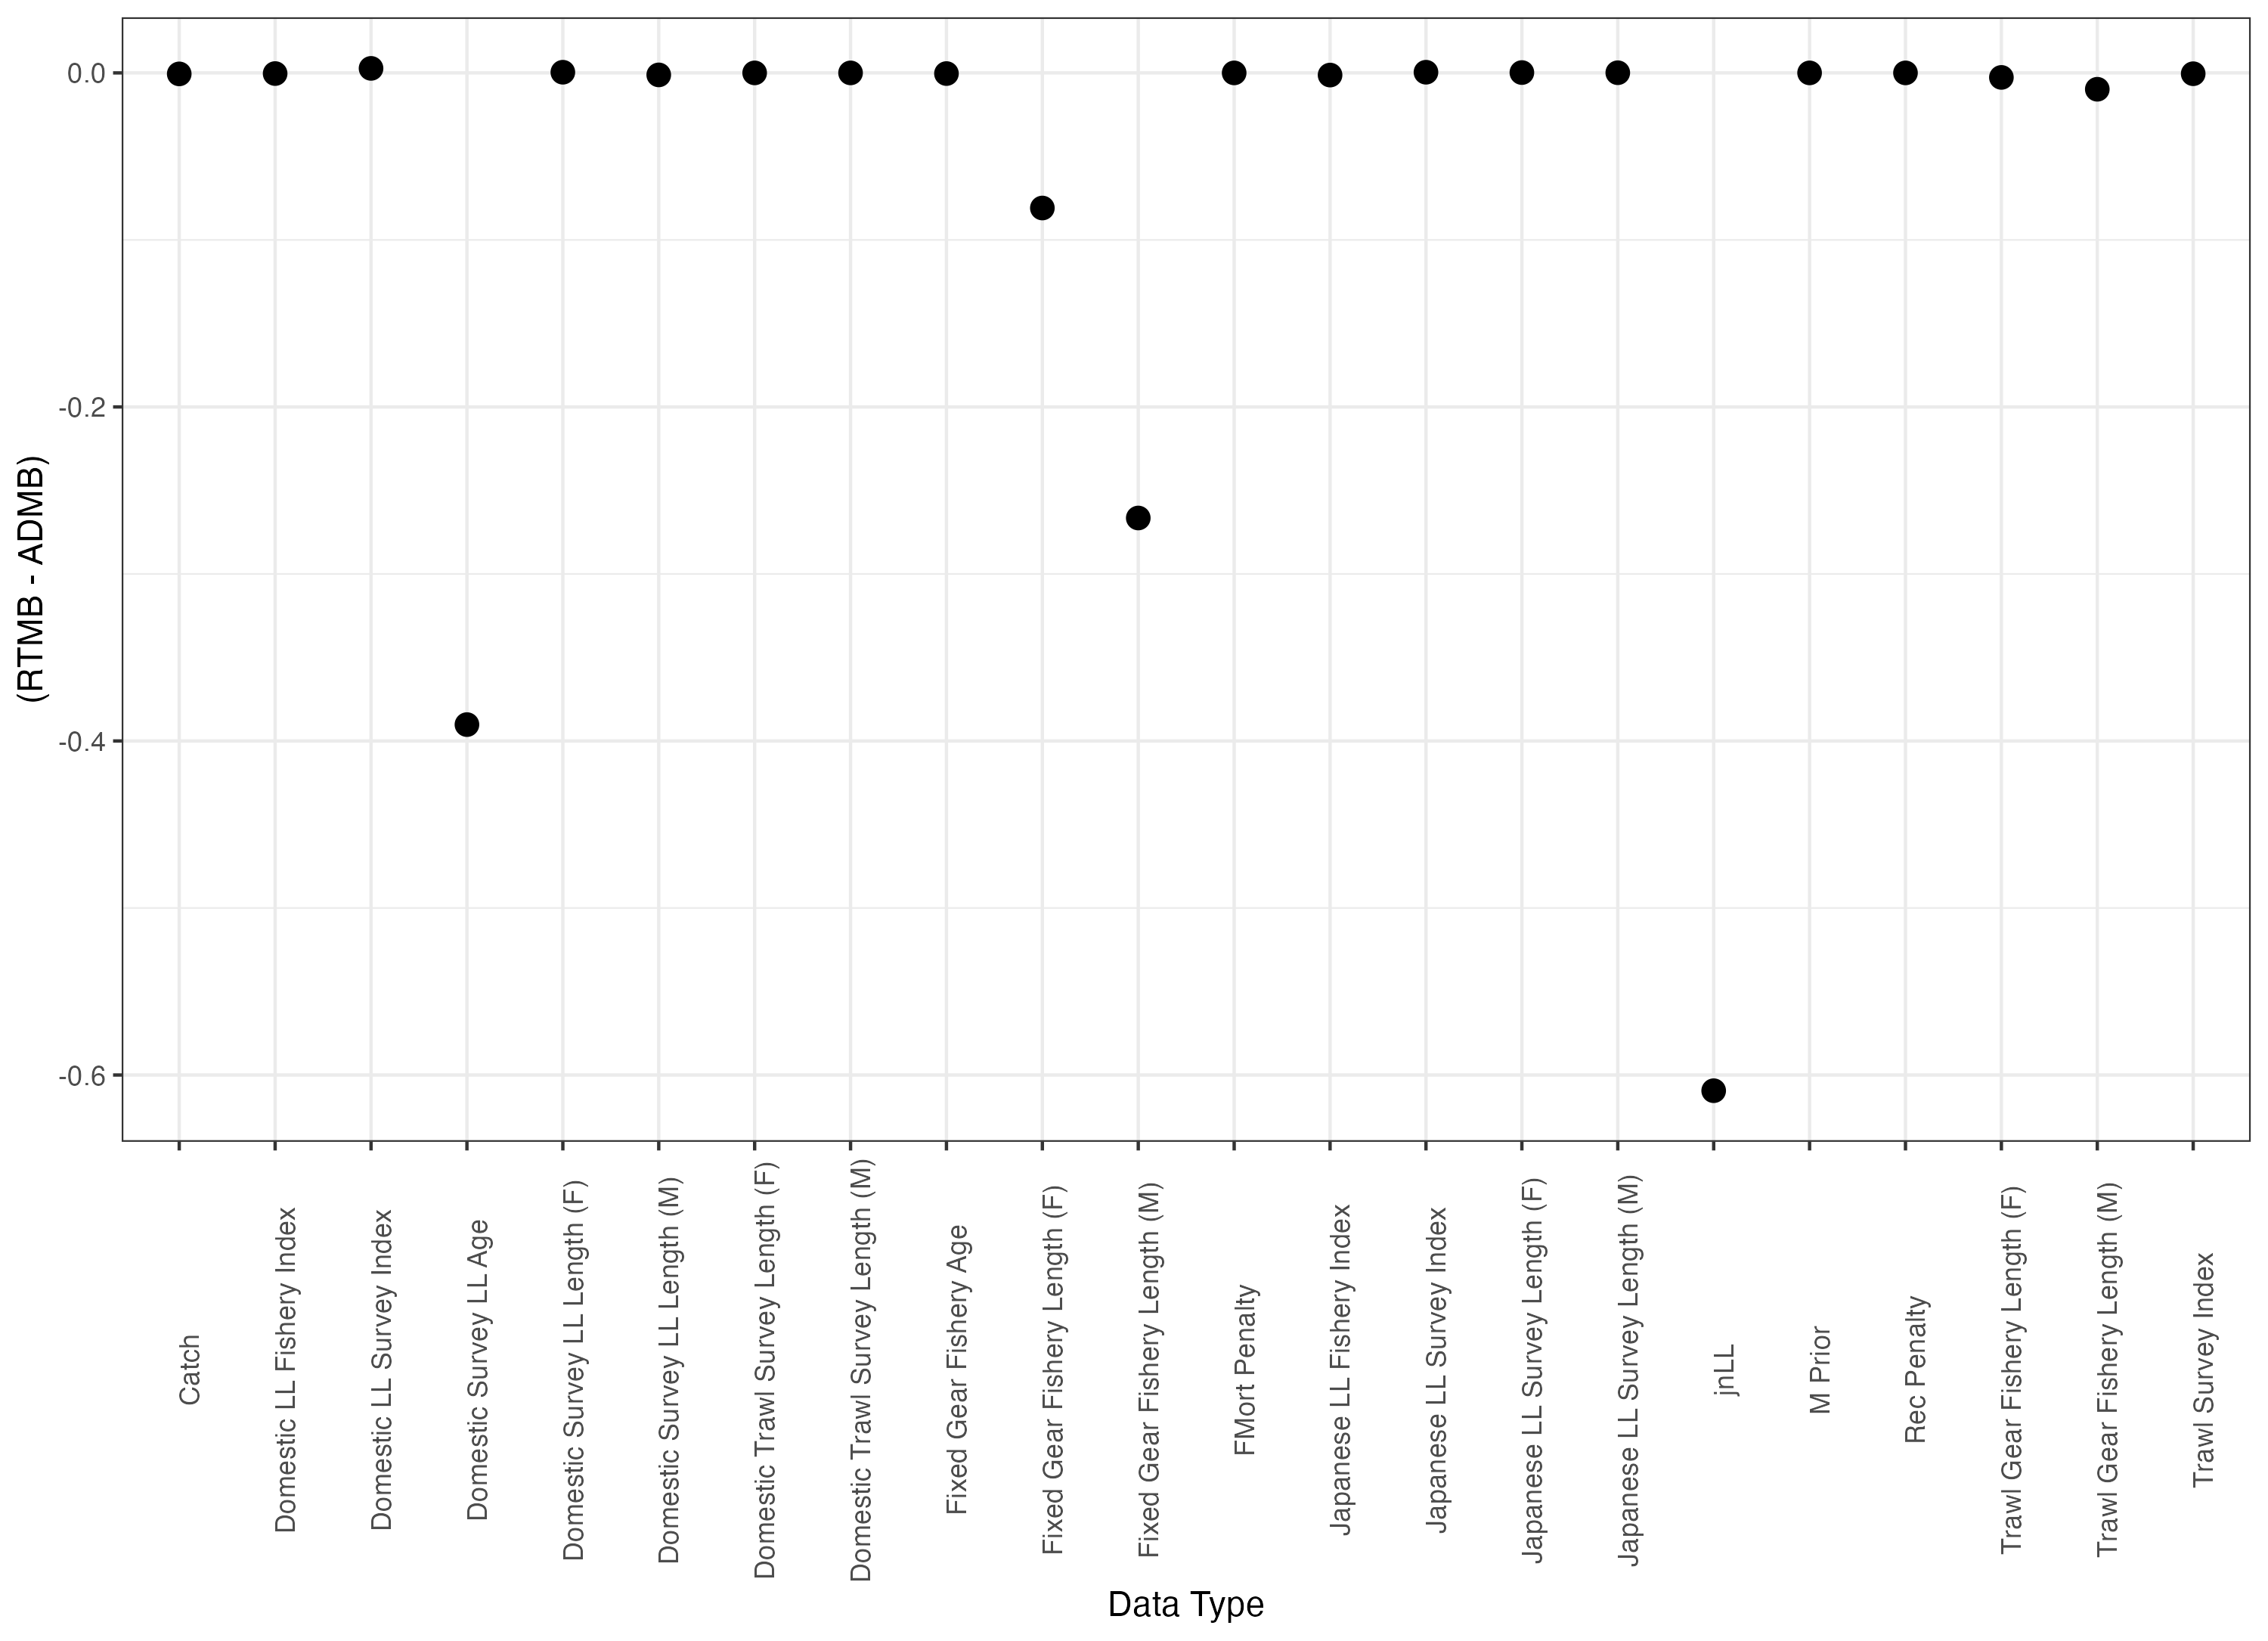 (RTMB - ADMB)
0.0
-0.2
-0.4
-0.6
Catch
Domestic LL Fishery Index
Domestic LL Survey Index
Domestic Survey LL Age
Domestic Survey LL Length (F)
Domestic Survey LL Length (M)
Domestic Trawl Survey Length (F)
Domestic Trawl Survey Length (M)
Fixed Gear Fishery Age
Fixed Gear Fishery Length (F)
Fixed Gear Fishery Length (M)
FMort Penalty
Japanese LL Fishery Index
Japanese LL Survey Index
Japanese LL Survey Length (F)
Japanese LL Survey Length (M)
jnLL
M Prior
Rec Penalty
Trawl Gear Fishery Length (F)
Trawl Gear Fishery Length (M)
Trawl Survey Index
Data Type